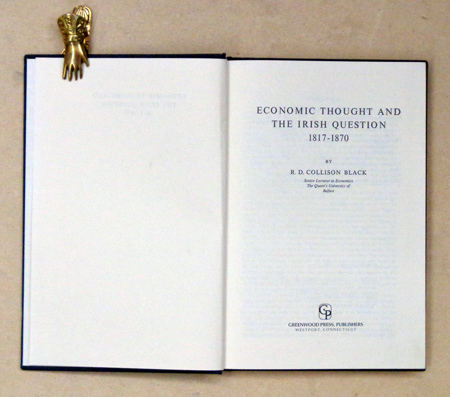 ECONOMIC THOUGHT AND
THE IRISH QUESTION
1817-1870
BY
R. D. COLLISON BLACK
Senior Lecturer in Economics
The Queen's University of
Belfast
GP
GREENWOOD PRESS, PUBLISHERS
WESTPORT, CONNECTICUT